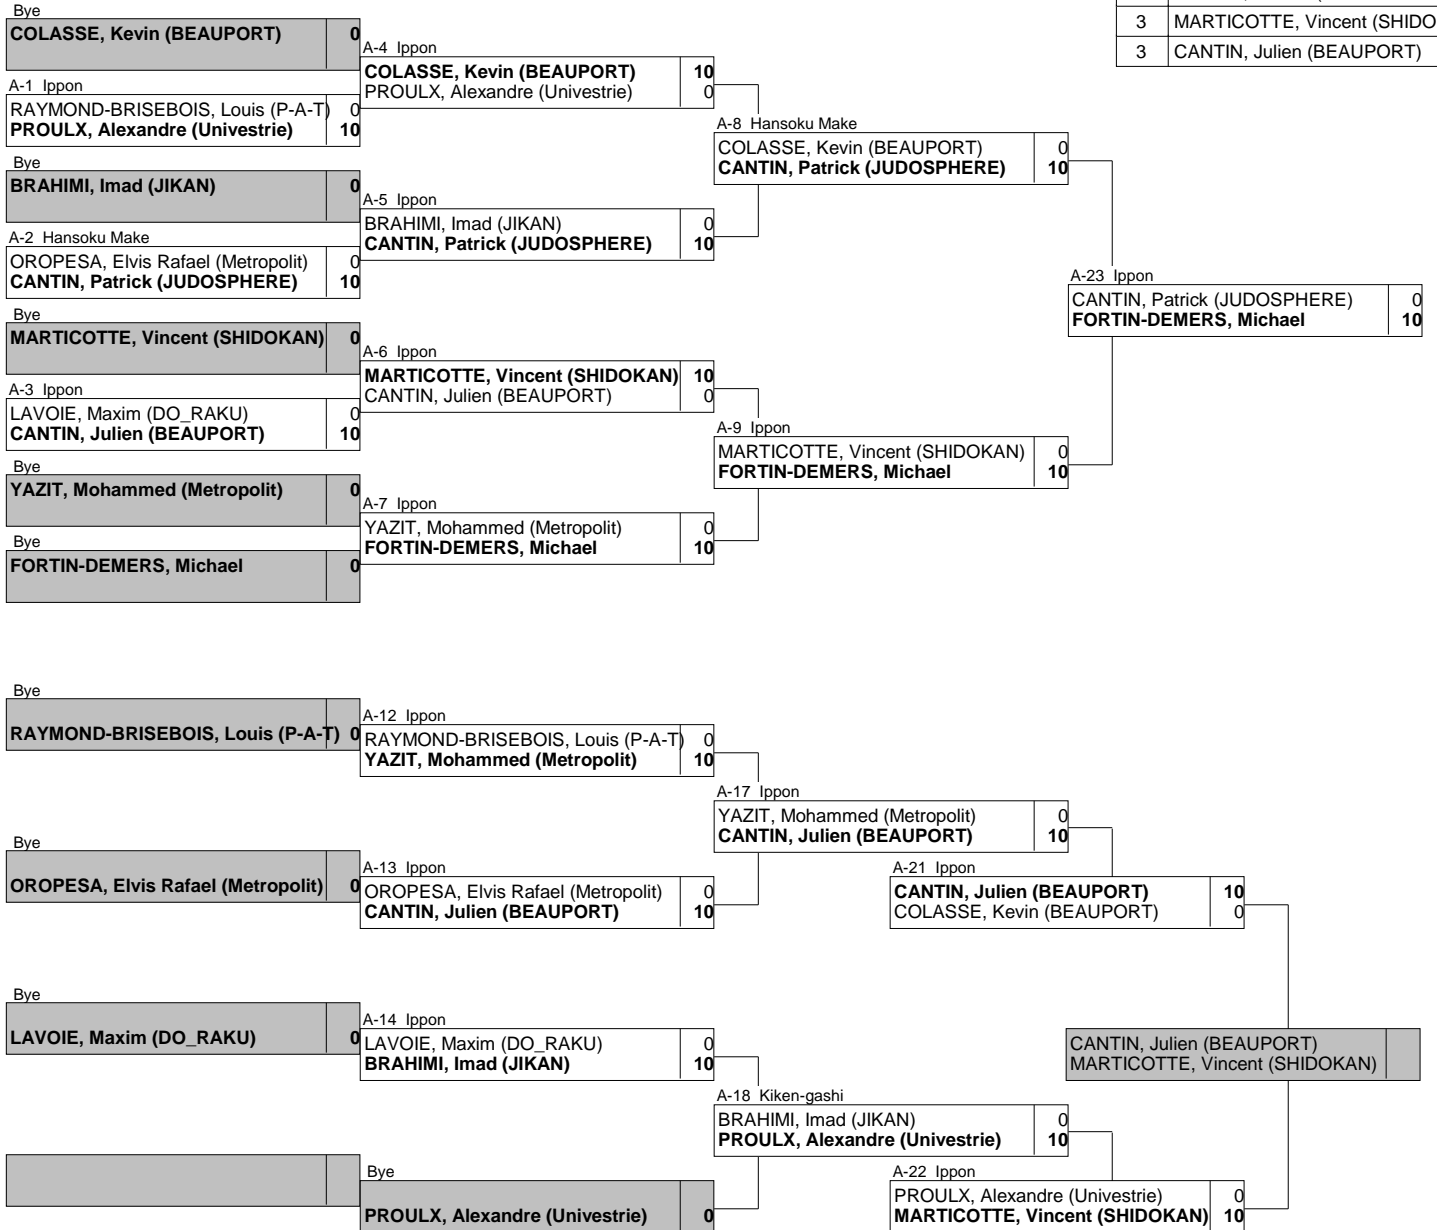 Bye
COLASSE, Kevin (BEAUPORT) 0
A-1 Ippon
RAYMOND-BRISEBOIS, Louis (P-A-T) 0
PROULX, Alexandre (Univestrie) 10
Bye
BRAHIMI, Imad (JIKAN) 0
A-2 Hansoku Make
OROPESA, Elvis Rafael (Metropolit) 0
CANTIN, Patrick (JUDOSPHERE) 10
Bye
MARTICOTTE, Vincent (SHIDOKAN) 0
A-3 Ippon
LAVOIE, Maxim (DO_RAKU) 0
CANTIN, Julien (BEAUPORT) 10
Bye
YAZIT, Mohammed (Metropolit) 0
Bye
FORTIN-DEMERS, Michael 0
A-4 Ippon
COLASSE, Kevin (BEAUPORT) 10
PROULX, Alexandre (Univestrie) 0
A-5 Ippon
BRAHIMI, Imad (JIKAN) 0
CANTIN, Patrick (JUDOSPHERE) 10
A-6 Ippon
MARTICOTTE, Vincent (SHIDOKAN) 10
CANTIN, Julien (BEAUPORT) 0
A-7 Ippon
YAZIT, Mohammed (Metropolit) 0
FORTIN-DEMERS, Michael 10
A-8 Hansoku Make
COLASSE, Kevin (BEAUPORT) 0
CANTIN, Patrick (JUDOSPHERE) 10
A-9 Ippon
MARTICOTTE, Vincent (SHIDOKAN) 0
FORTIN-DEMERS, Michael 10
A-23 Ippon
CANTIN, Patrick (JUDOSPHERE) 0
FORTIN-DEMERS, Michael 10
3 MARTICOTTE, Vincent (SHIDO
3 CANTIN, Julien (BEAUPORT)
Bye
RAYMOND-BRISEBOIS, Louis (P-A-T) 0
Bye
OROPESA, Elvis Rafael (Metropolit) 0
Bye
LAVOIE, Maxim (DO_RAKU) 0
A-12 Ippon
RAYMOND-BRISEBOIS, Louis (P-A-T) 0
YAZIT, Mohammed (Metropolit) 10
A-13 Ippon
OROPESA, Elvis Rafael (Metropolit) 0
CANTIN, Julien (BEAUPORT) 10
A-14 Ippon
LAVOIE, Maxim (DO_RAKU) 0
BRAHIMI, Imad (JIKAN) 10
Bye
PROULX, Alexandre (Univestrie) 0
A-17 Ippon
YAZIT, Mohammed (Metropolit) 0
CANTIN, Julien (BEAUPORT) 10
A-18 Kiken-gashi
BRAHIMI, Imad (JIKAN) 0
PROULX, Alexandre (Univestrie) 10
A-21 Ippon
CANTIN, Julien (BEAUPORT) 10
COLASSE, Kevin (BEAUPORT) 0
A-22 Ippon
PROULX, Alexandre (Univestrie) 0
MARTICOTTE, Vincent (SHIDOKAN) 10
CANTIN, Julien (BEAUPORT)
MARTICOTTE, Vincent (SHIDOKAN)